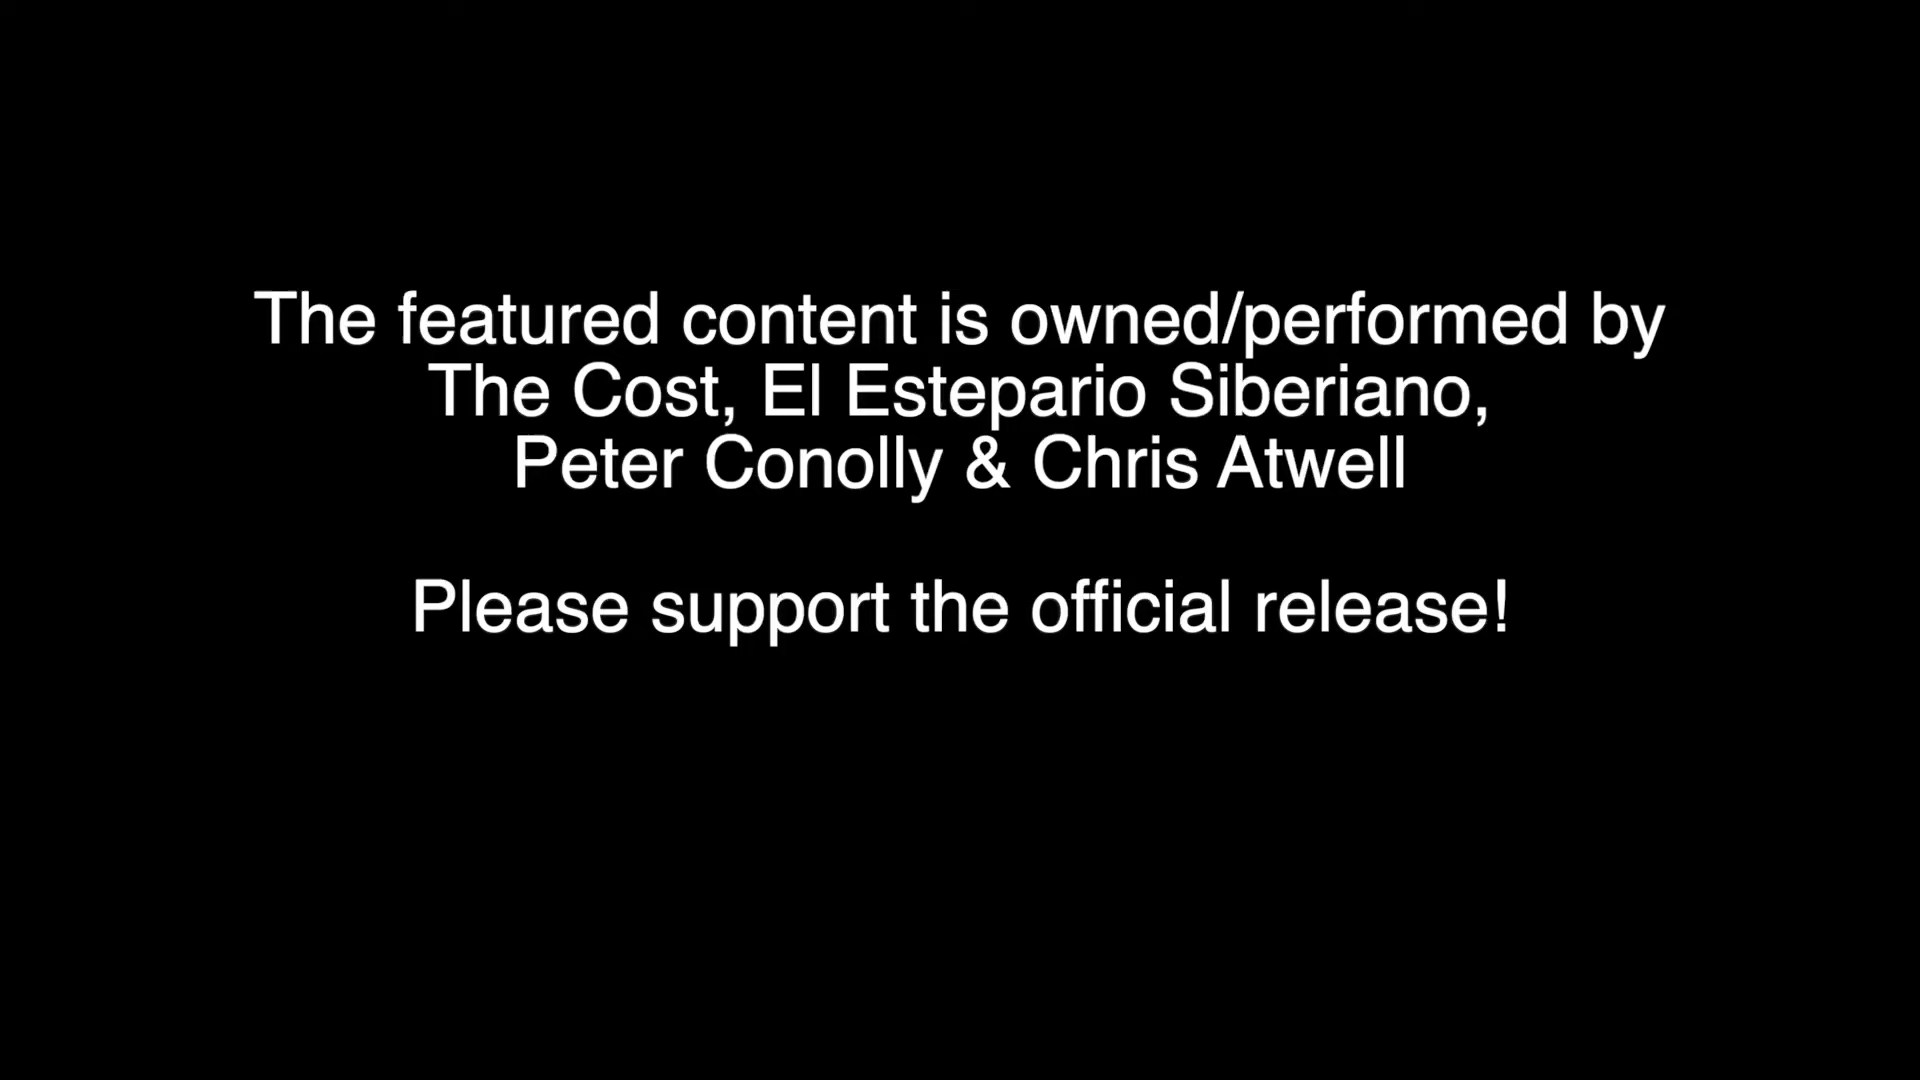 The featured content is owned/performed by
The Cost, El Estepario Siberiano,
Peter Conolly & Chris Atwell
Please support the official release!